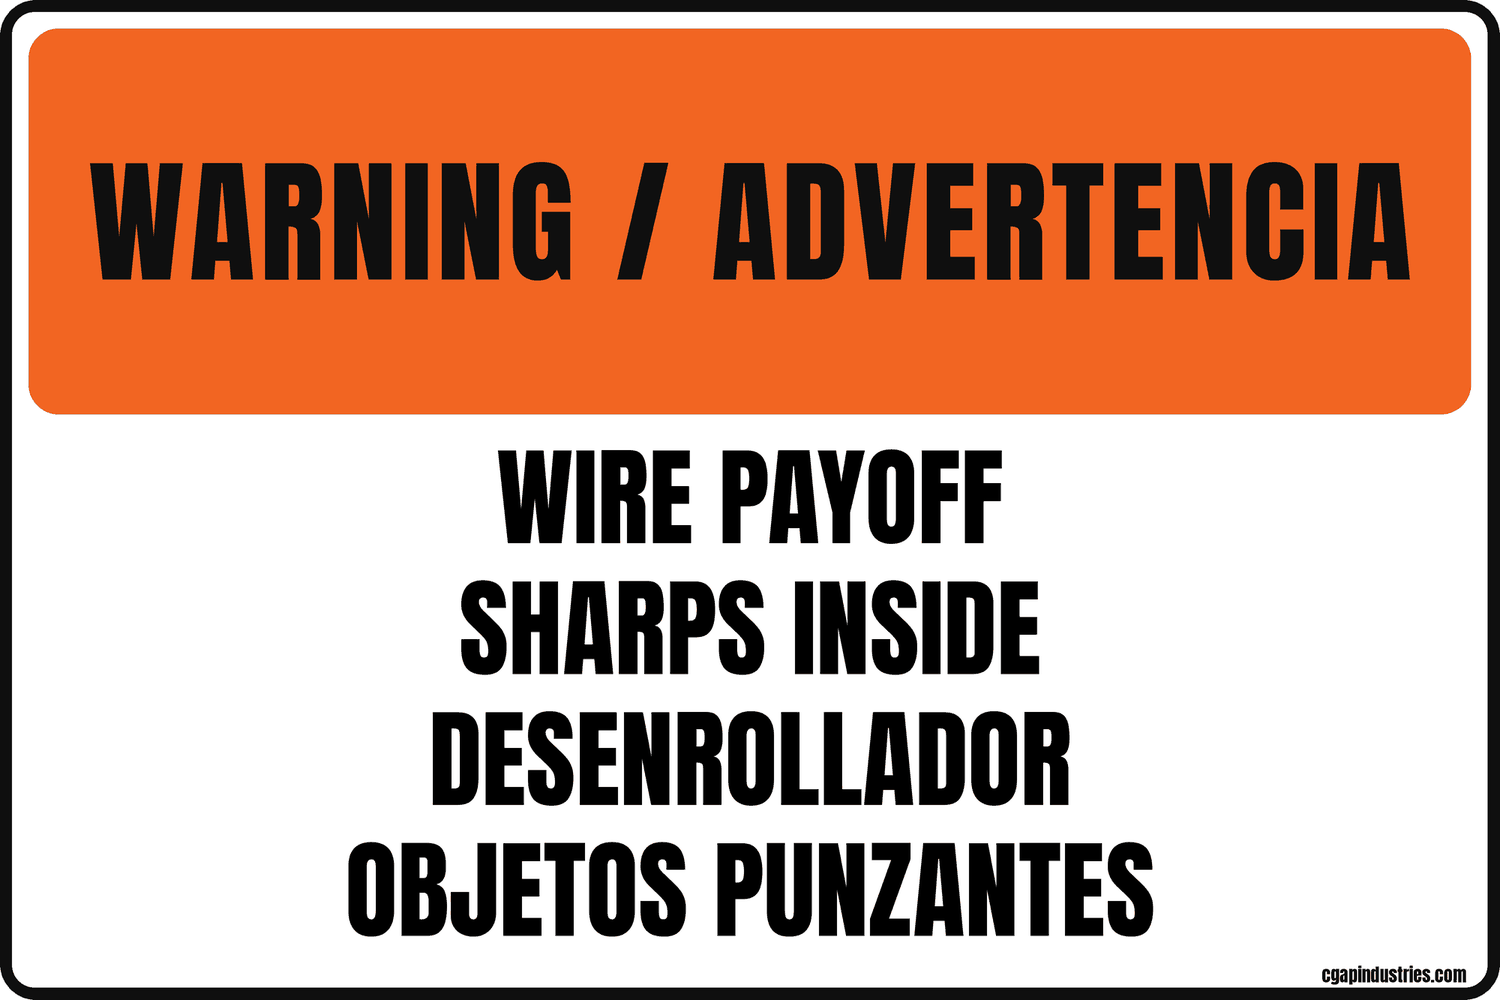 WARNING / ADVERTENCIA
WIRE PAYOFF
SHARPS INSIDE
DESENROLLADOR
OBJETOS PUNZANTES
cgapindustries.com